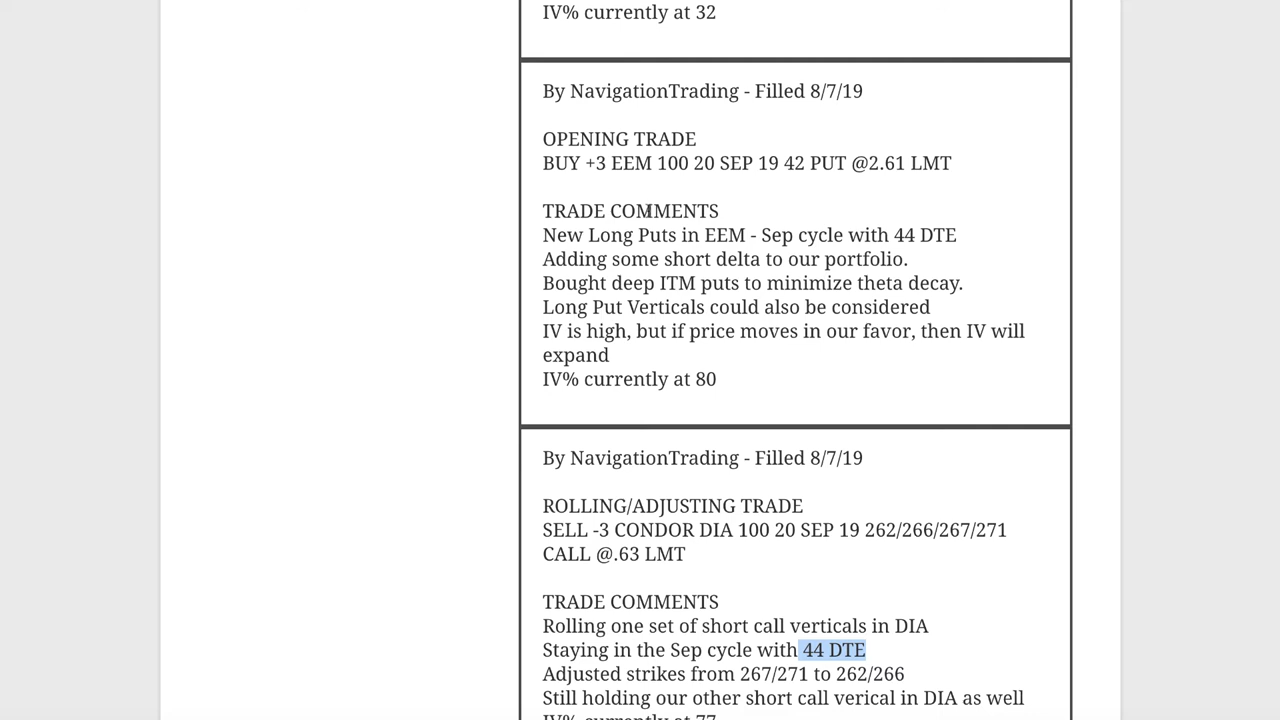 IV% currently at 32
By NavigationTrading - Filled 8/7/19
OPENING TRADE
BUY +3 EEM 100 20 SEP 19 42 PUT @2.61 LMT
TRADE COMMENTS
New Long Puts in EEM - Sep cycle with 44 DTE
Adding some short delta to our portfolio.
Bought deep ITM puts to minimize theta decay.
Long Put Verticals could also be considered
IV is high, but if price moves in our favor, then IV will
expand
IV% currently at 80
By NavigationTrading - Filled 8/7/19
ROLLING/ADJUSTING TRADE
SELL -3 CONDOR DIA 100 20 SEP 19 262/266/267/271
CALL @.63 LMT
TRADE COMMENTS
Rolling one set of short call verticals in DIA
Staying in the Sep cycle with 44 DTE
Adjusted strikes from 267/271 to 262/266
Still holding our other short call verical in DIA as well
IV% currently at 77